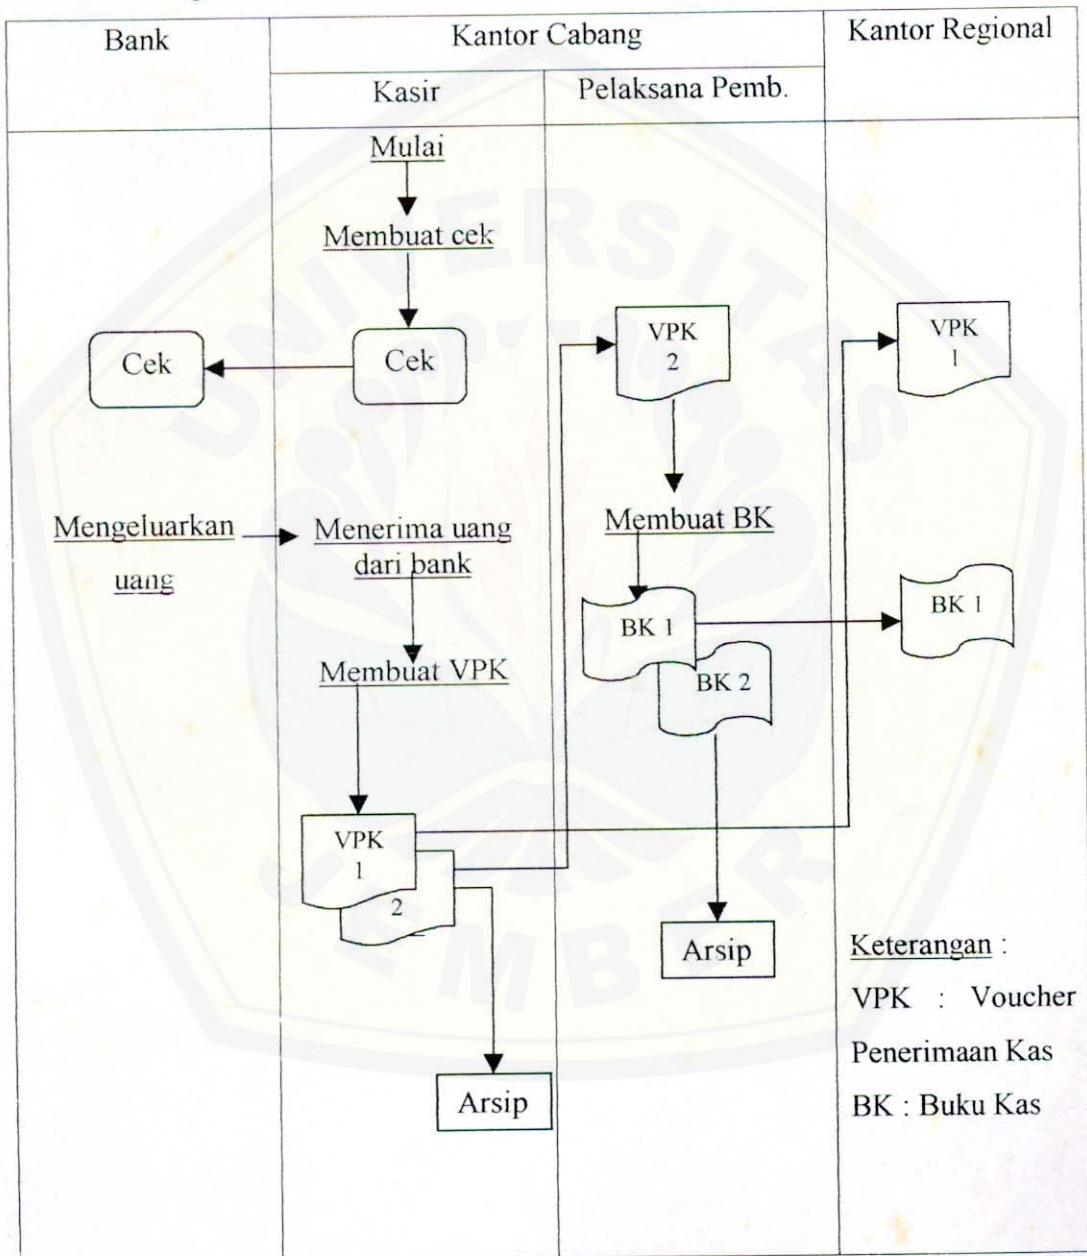 Bank
Kantor Cabang
Kantor Regional
Kasir
Pelaksana Pemb.
Mulai
Membuat cek
Cek
Cek
VPK
2
VPK
1
Mengeluarkan
uang
Menerima uang
dari bank
Membuat BK
BK 1
BK 1
BK 2
Membuat VPK
VPK
1
2
Arsip
Arsip
Keterangan :
VPK : Voucher
Penerimaan Kas
BK : Buku Kas
UNIVERSITAS
JEMBER